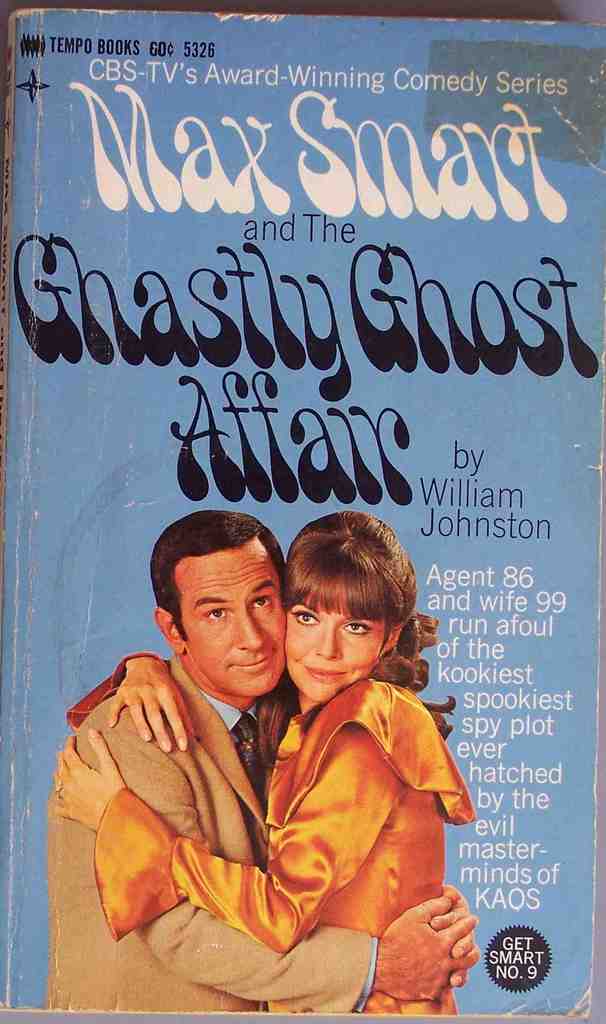 TEMPO BOOKS 60¢ 5326
CBS-TV's Award-Winning Comedy Series
Max Smart
and The
Ghastly Ghost
Affair
by
William
Johnston
Agent 86
and wife 99
run afoul
of the
kookiest
spookiest
spy plot
ever
hatched
by the
evil
master-
minds of
KAOS
GET
SMART
NO. 9